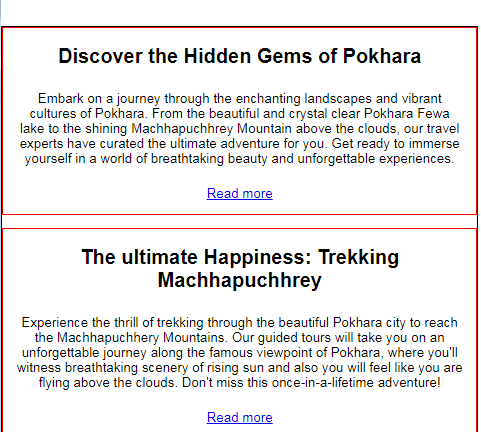 Discover the Hidden Gems of Pokhara
Embark on a journey through the enchanting landscapes and vibrant
cultures of Pokhara. From the beautiful and crystal clear Pokhara Fewa
lake to the shining Machhapuchhrey Mountain above the clouds, our travel
experts have curated the ultimate adventure for you. Get ready to immerse
yourself in a world of breathtaking beauty and unforgettable experiences.
Read more
The ultimate Happiness: Trekking
Machhapuchhrey
Experience the thrill of trekking through the beautiful Pokhara city to reach
the Machhapuchhery Mountains. Our guided tours will take you on an
unforgettable journey along the famous viewpoint of Pokhara, where you'll
witness breathtaking scenery of rising sun and also you will feel like you are
flying above the clouds. Don't miss this once-in-a-lifetime adventure!
Read more